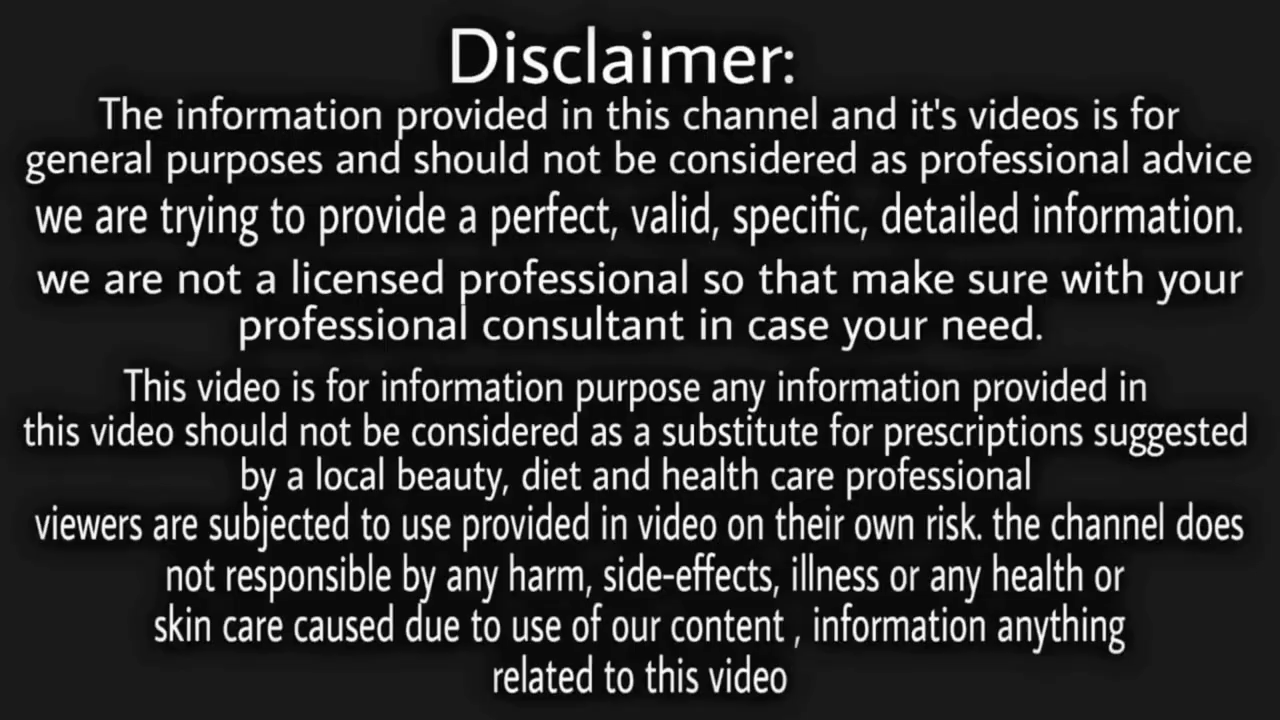 Disclaimer:
The information provided in this channel and it's videos is for
general purposes and should not be considered as professional advice
we are trying to provide a perfect, valid, specific, detailed information.
we are not a licensed professional so that make sure with your
professional consultant in case your need.
This video is for information purpose any information provided in
this video should not be considered as a substitute for prescriptions suggested
by a local beauty, diet and health care professional
viewers are subjected to use provided in video on their own risk. the channel does
not responsible by any harm, side-effects, illness or any health or
skin care caused due to use of our content , information anything
related to this video